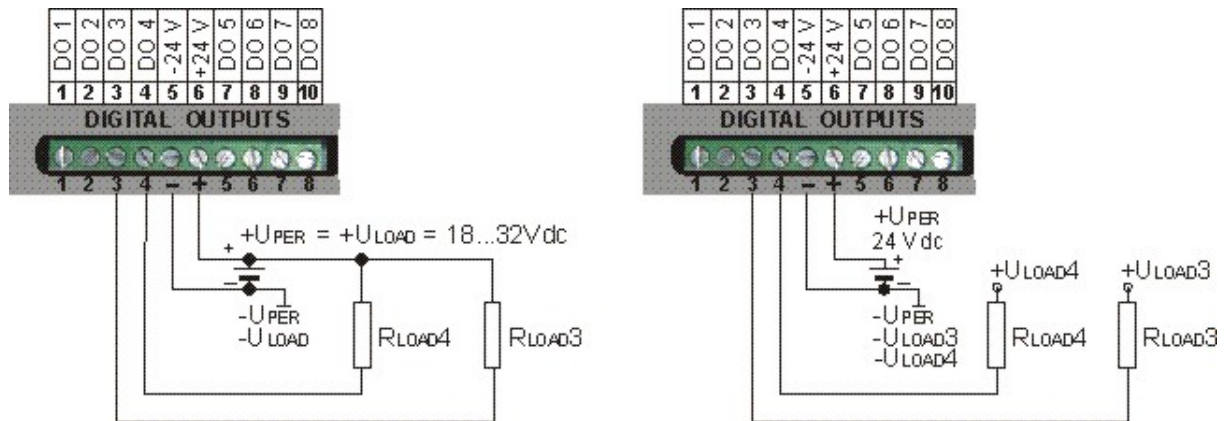 DO 1 DO 2 DO 3 DO 4 -24 V +24 V DO 5 DO 6 DO 7 DO 8
1 2 3 4 5 6 7 8 9 10
DIGITAL OUTPUTS
1 2 3 4 – + 5 6 7 8
+UPER = +ULOAD = 18...32Vdc
+
–
-UPER
-ULOAD
RLOAD4
RLOAD3
DO 1 DO 2 DO 3 DO 4 -24 V +24 V DO 5 DO 6 DO 7 DO 8
1 2 3 4 5 6 7 8 9 10
DIGITAL OUTPUTS
1 2 3 4 – + 5 6 7 8
+UPER
24 Vdc
+
–
-UPER
-ULOAD3
-ULOAD4
+ULOAD4
+ULOAD3
RLOAD4
RLOAD3